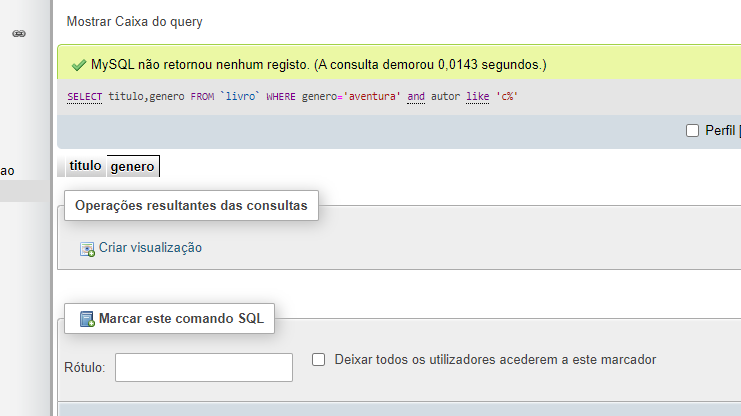 Mostrar Caixa do query
MySQL não retornou nenhum registo. (A consulta demorou 0,0143 segundos.)
SELECT titulo,genero FROM `livro` WHERE genero='aventura' and autor like 'c%'
Perfil
ao
titulo genero
Operações resultantes das consultas
Criar visualização
Marcar este comando SQL
Rótulo:
Deixar todos os utilizadores acederem a este marcador